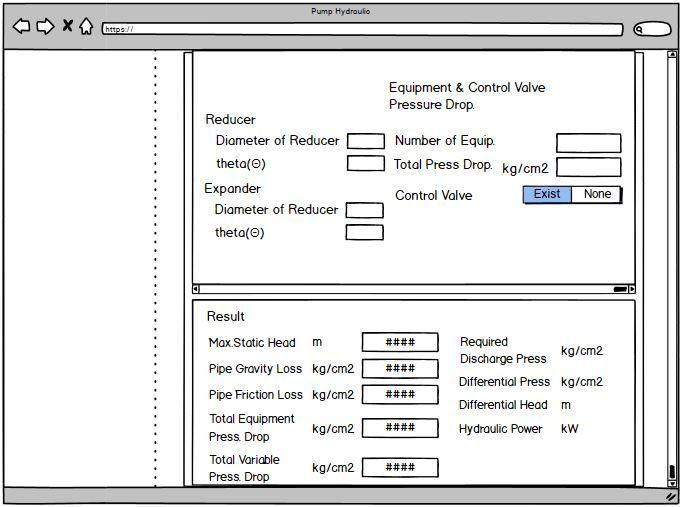 Pump Hydraulic
https://
Equipment & Control Valve
Pressure Drop.
Reducer
Diameter of Reducer
Number of Equip.
theta(Θ)
Total Press Drop. kg/cm2
Expander
Control Valve
Exist
None
Diameter of Reducer
theta(Θ)
Result
Max.Static Head m ####
Pipe Gravity Loss kg/cm2 ####
Pipe Friction Loss kg/cm2 ####
Total Equipment
Press. Drop kg/cm2 ####
Total Variable
Press. Drop kg/cm2 ####
Required
Discharge Press kg/cm2
Differential Press kg/cm2
Differential Head m
Hydraulic Power kW